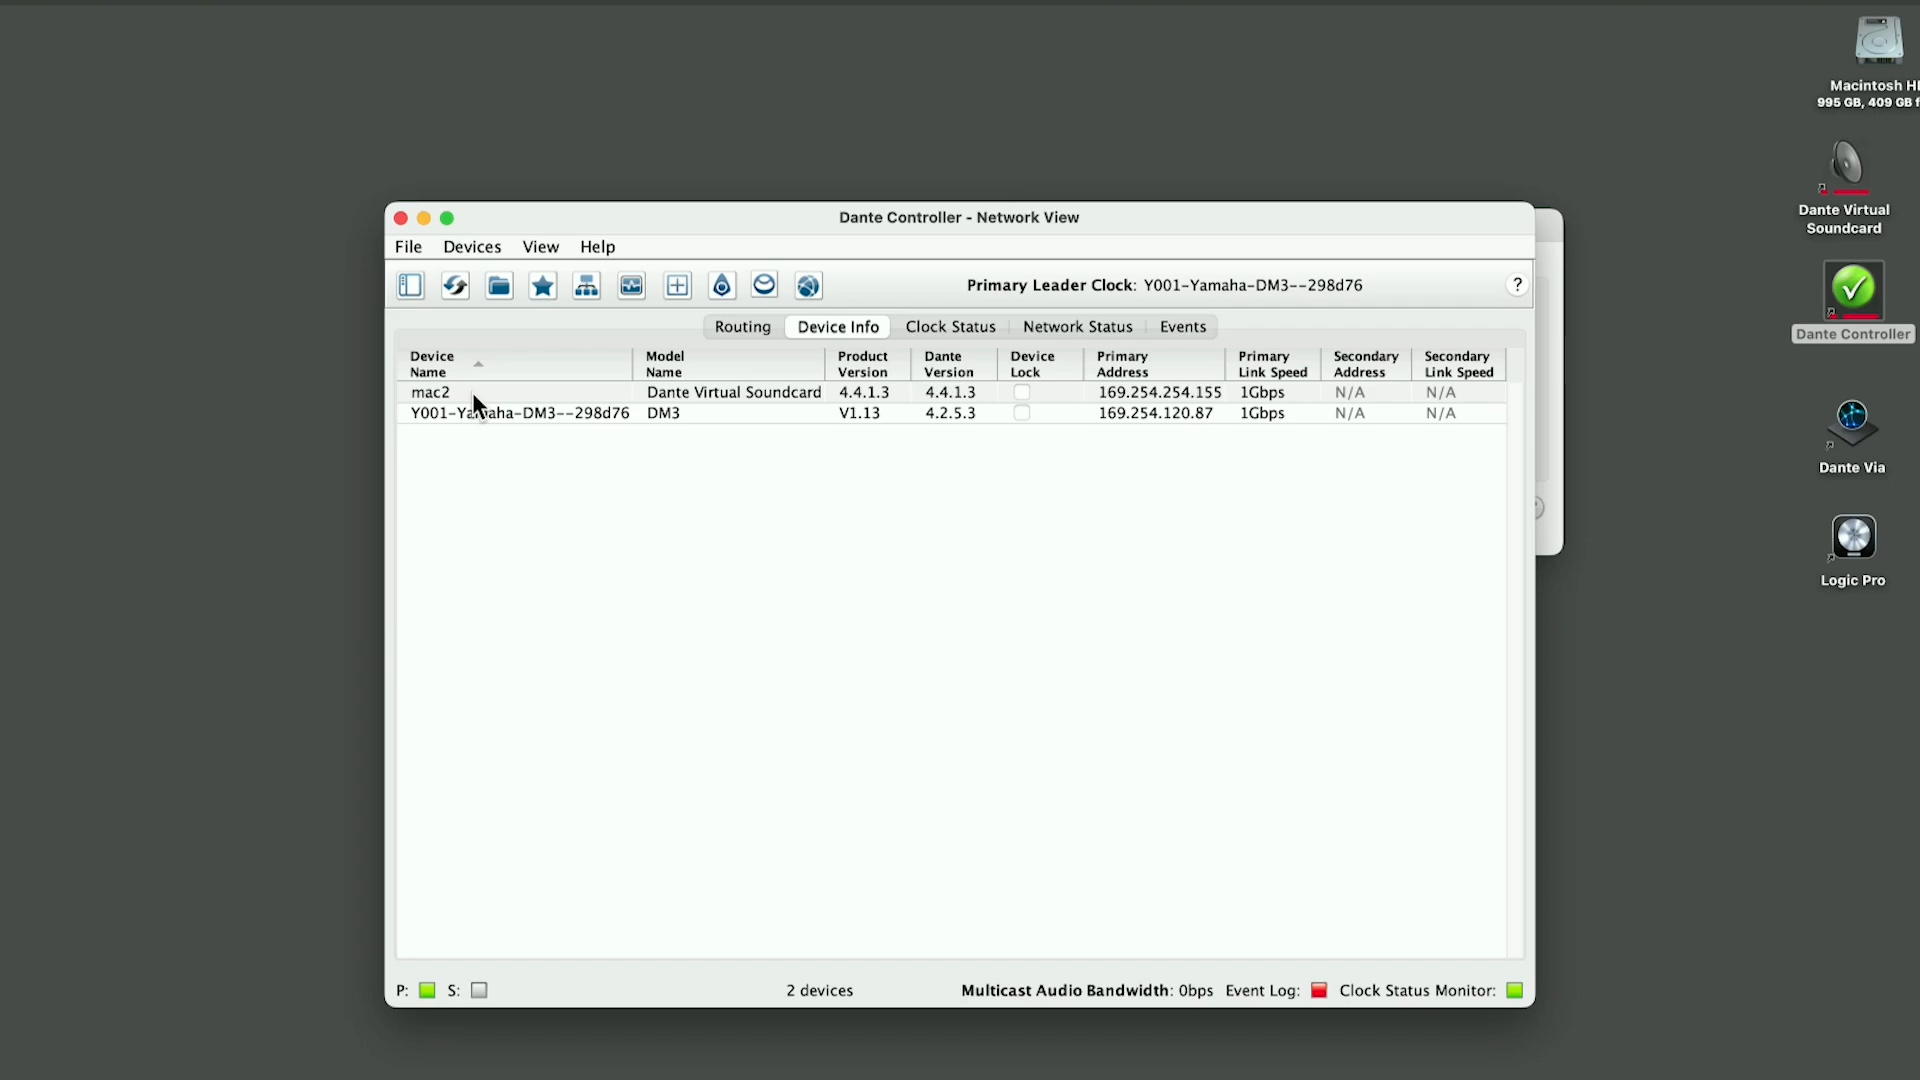 Macintosh H
995 GB, 409 GB f
Dante Virtual
Soundcard
Dante Controller
Dante Via
Logic Pro
Dante Controller - Network View
File Devices View Help
Primary Leader Clock: Y001-Yamaha-DM3--298d76 ?
Routing Device Info Clock Status Network Status Events
Device Name Model Name Product Version Dante Version Device Lock Primary Address Primary Link Speed Secondary Address Secondary Link Speed
mac2 Dante Virtual Soundcard 4.4.1.3 4.4.1.3 169.254.254.155 1Gbps N/A N/A
Y001-Yamaha-DM3--298d76 DM3 V1.13 4.2.5.3 169.254.120.87 1Gbps N/A N/A
P: S: 2 devices Multicast Audio Bandwidth: 0bps Event Log: Clock Status Monitor: